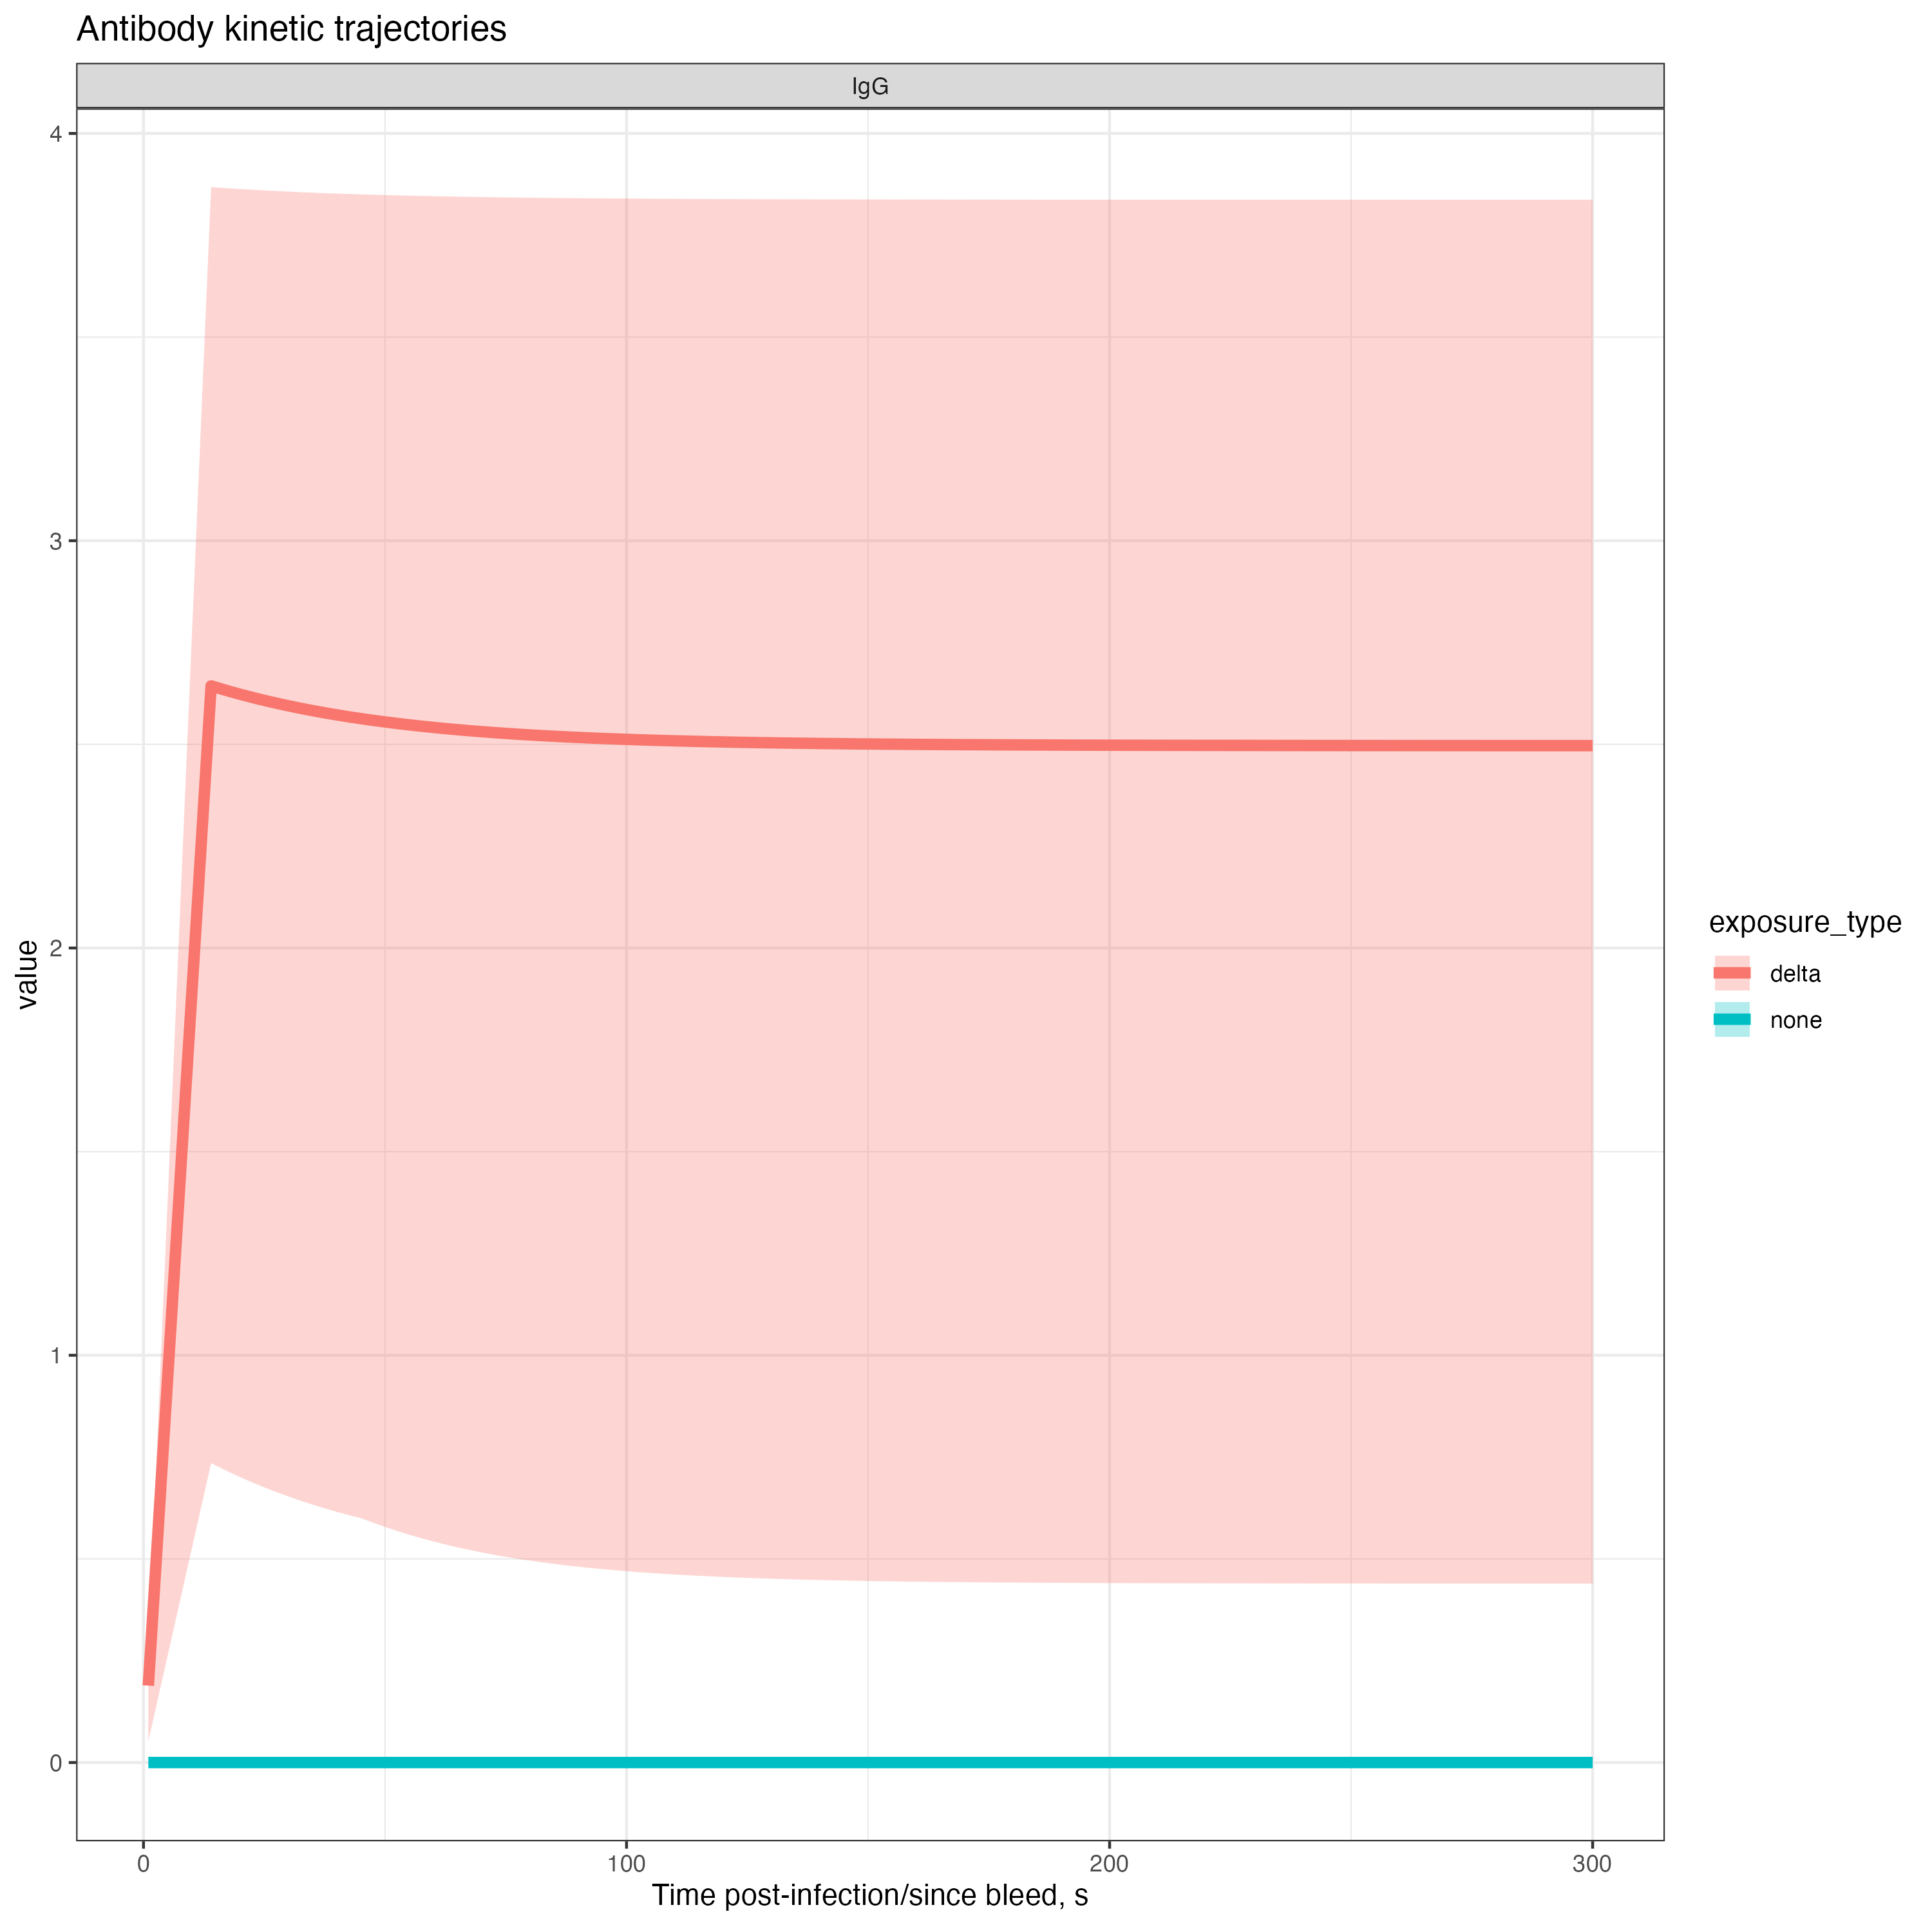 Antibody kinetic trajectories
IgG
4
3
2
1
0
value
0 100 200 300
Time post-infection/since bleed, s
exposure_type
delta
none